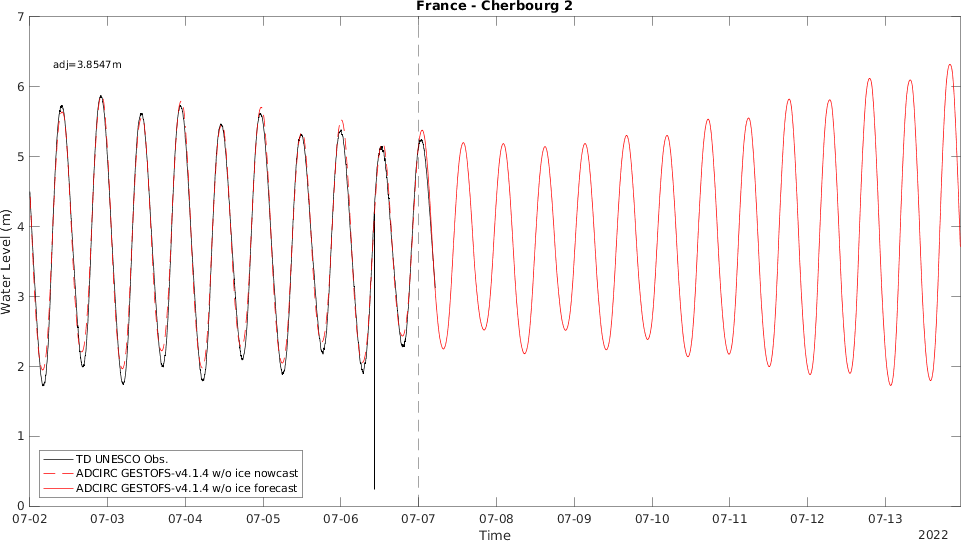 France - Cherbourg 2
adj=3.8547m
7
6
5
4
3
2
1
0
Water Level (m)
TD UNESCO Obs.
ADCIRC GESTOFS-v4.1.4 w/o ice nowcast
ADCIRC GESTOFS-v4.1.4 w/o ice forecast
07-02 07-03 07-04 07-05 07-06 07-07 07-08 07-09 07-10 07-11 07-12 07-13
Time
2022